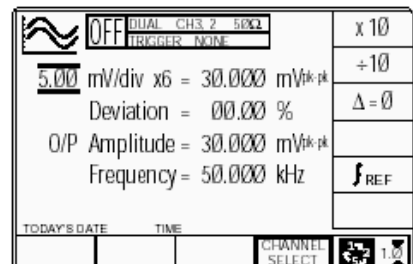 OFF DUAL CH3, 2 50Ω
TRIGGER NONE
5.00 mV/div x6 = 30.000 mVpk-pk
Deviation = 00.00 %
O/P Amplitude = 30.000 mVpk-pk
Frequency = 50.000 kHz
TODAY'S DATE TIME
x 10
÷10
Δ = 0
ƒREF
CHANNEL
SELECT
1.0